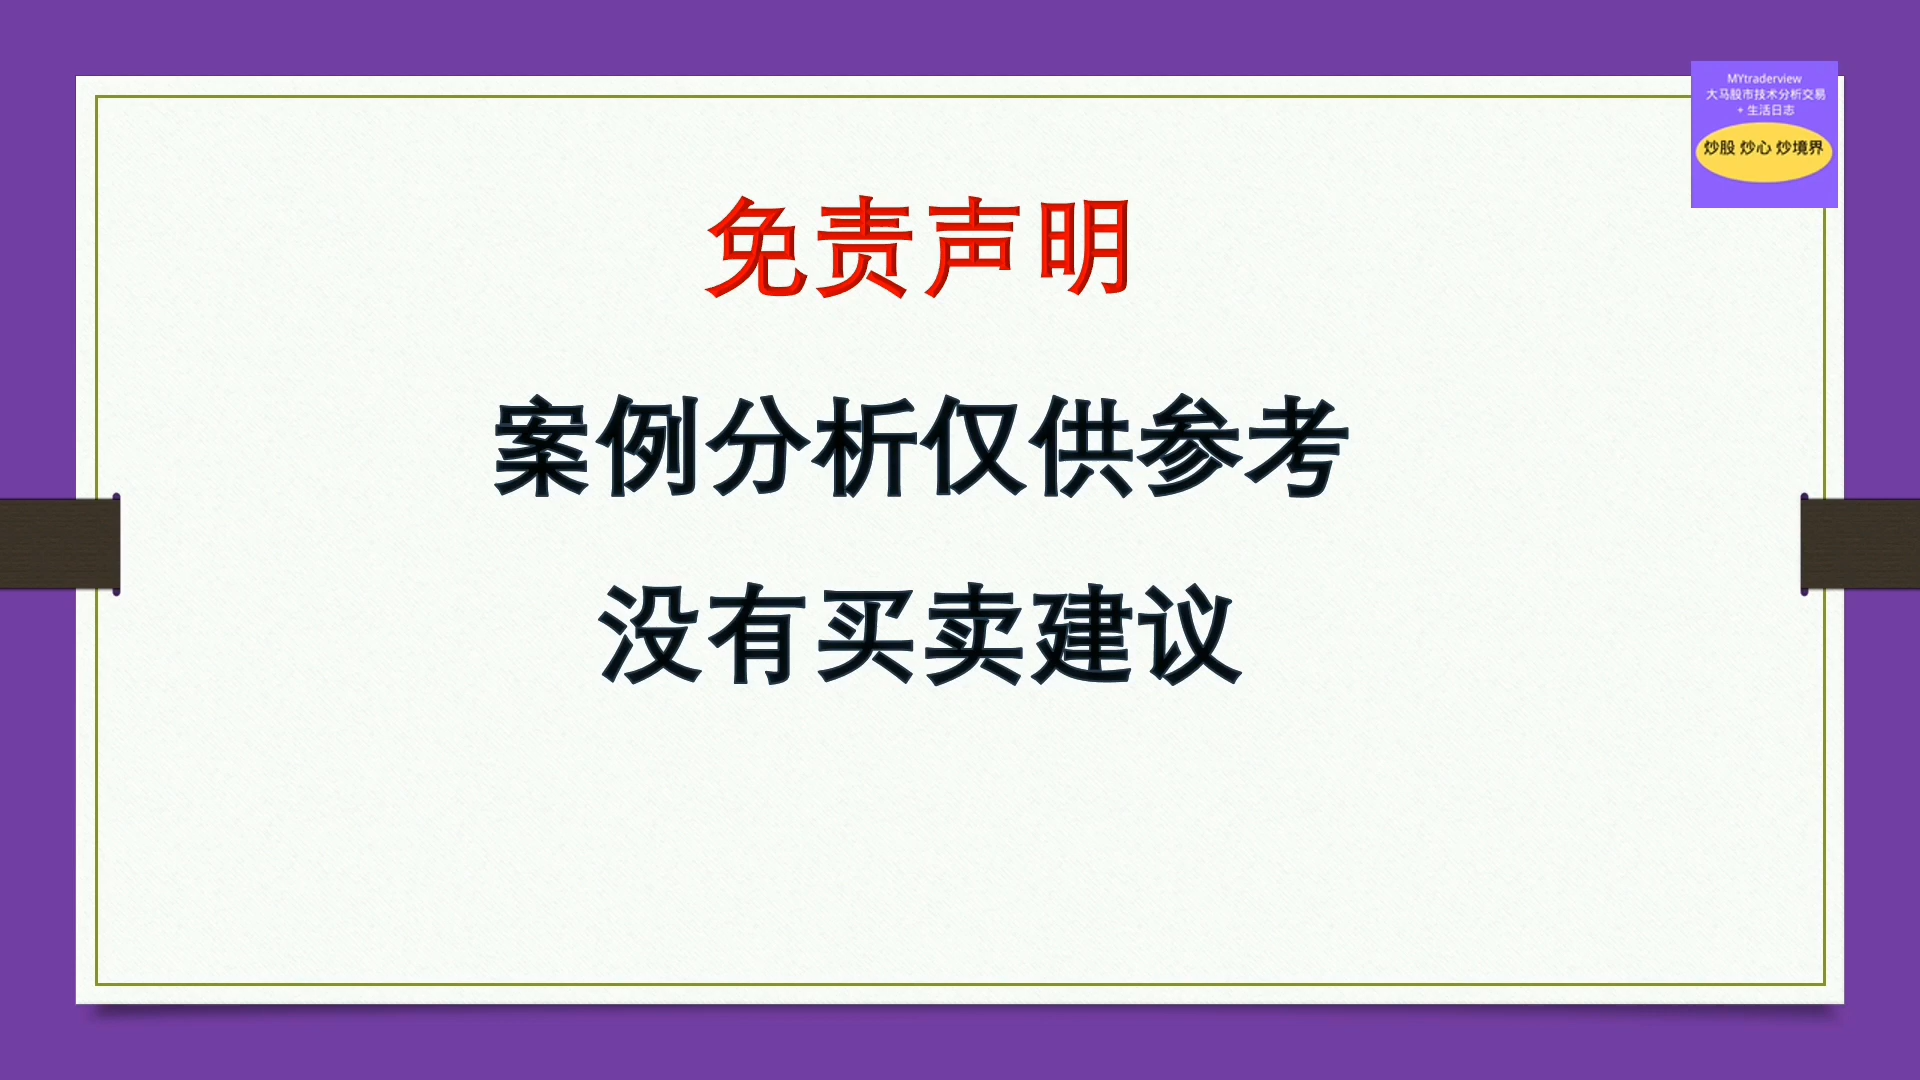 MYtraderview
大马股市技术分析交易
+ 生活日志
炒股 炒心 炒境界
免责声明
案例分析仅供参考
没有买卖建议